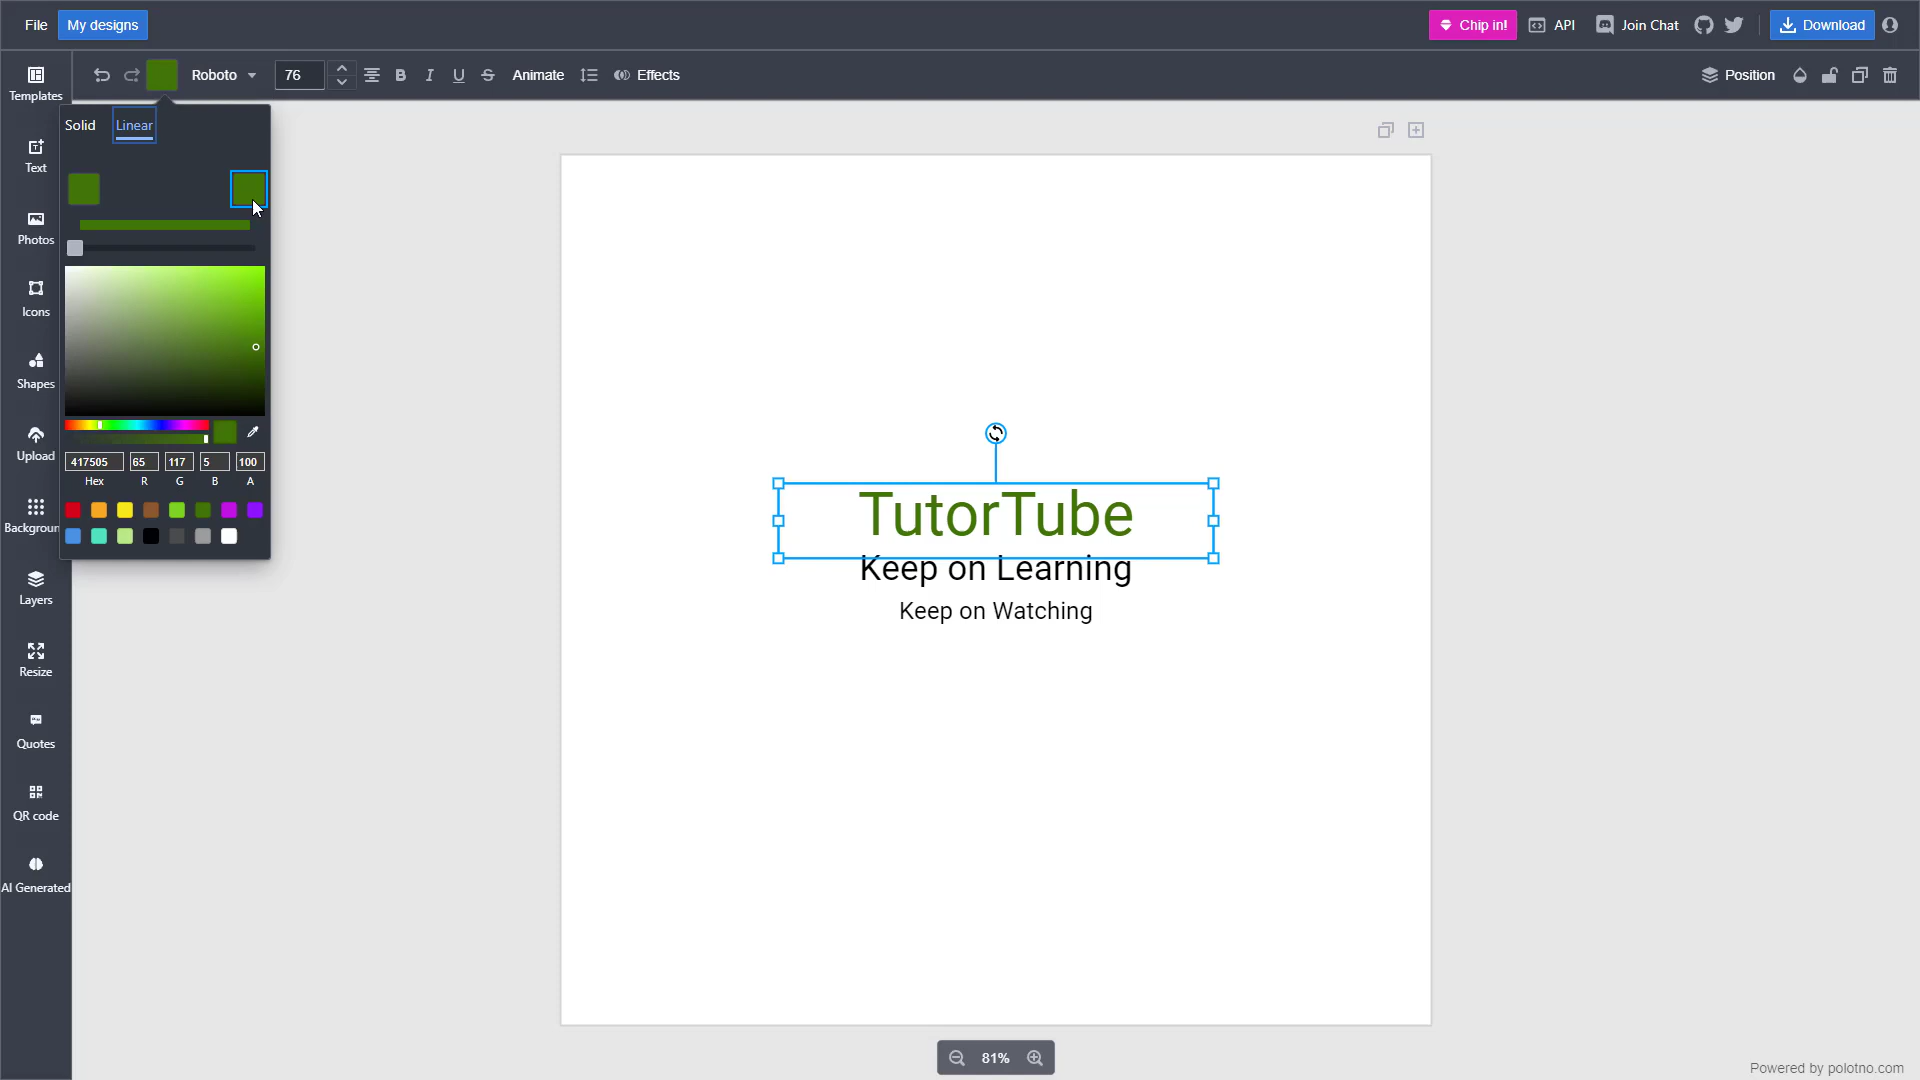 File My designs Chip in! API Join Chat Download
Roboto 76 B I U S Animate Effects Position
Templates
Text
Photos
Icons
Shapes
Upload
Backgroun
Layers
Resize
Quotes
QR code
AI Generated
Solid Linear
417505 65 117 5 100
Hex R G B A
TutorTube
Keep on Learning
Keep on Watching
81%
Powered by polotno.com